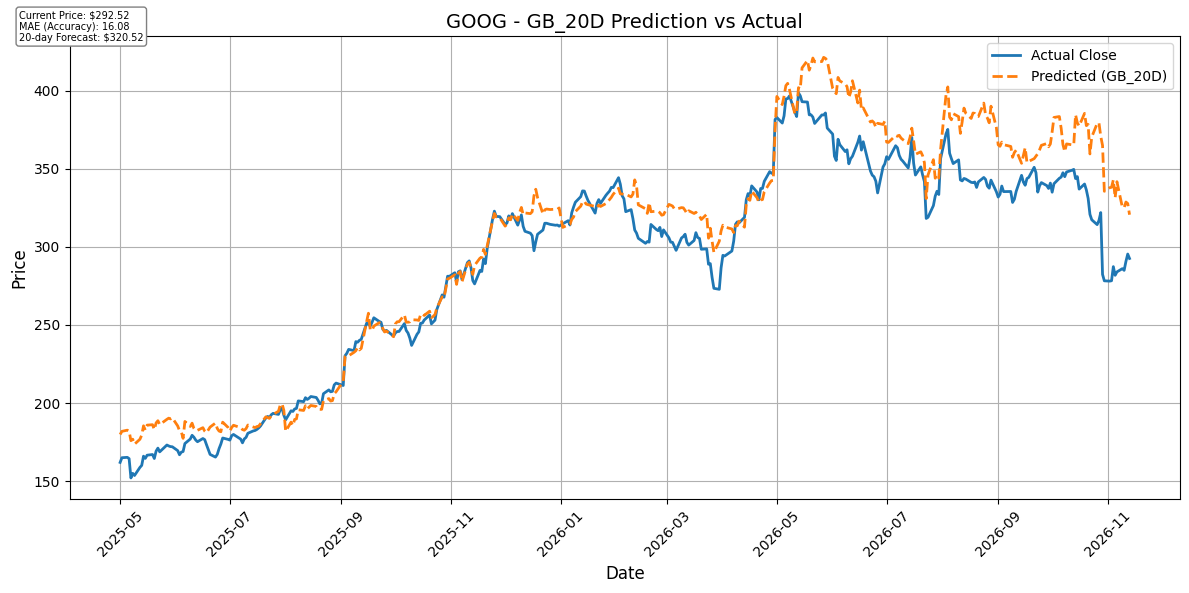 GOOG - GB_20D Prediction vs Actual
Current Price: $292.52
MAE (Accuracy): 16.08
20-day Forecast: $320.52
Actual Close
Predicted (GB_20D)
Price
400
350
300
250
200
150
2025-05
2025-07
2025-09
2025-11
2026-01
2026-03
2026-05
2026-07
2026-09
2026-11
Date